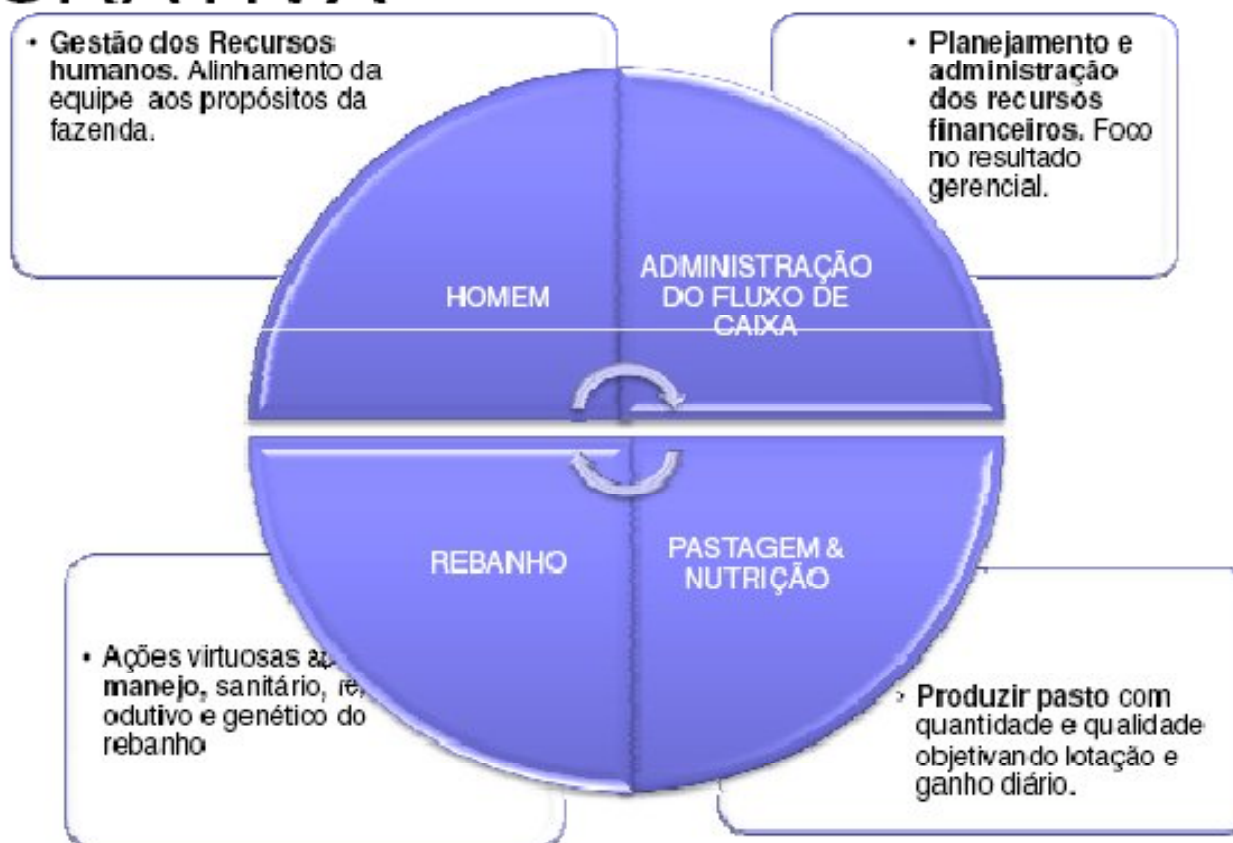 • Gestão dos Recursos
humanos. Alinhamento da
equipe aos propósitos da
fazenda.
• Planejamento e
administração
dos recursos
financeiros. Foco
no resultado
gerencial.
HOMEM
ADMINISTRAÇÃO
DO FLUXO DE
CAIXA
REBANHO
PASTAGEM &
NUTRIÇÃO
• Ações virtuosas
manejo, sanitário,
odutivo e genético do
rebanho
Produzir pasto com
quantidade e qualidade
objetivando lotação e
ganho diário.